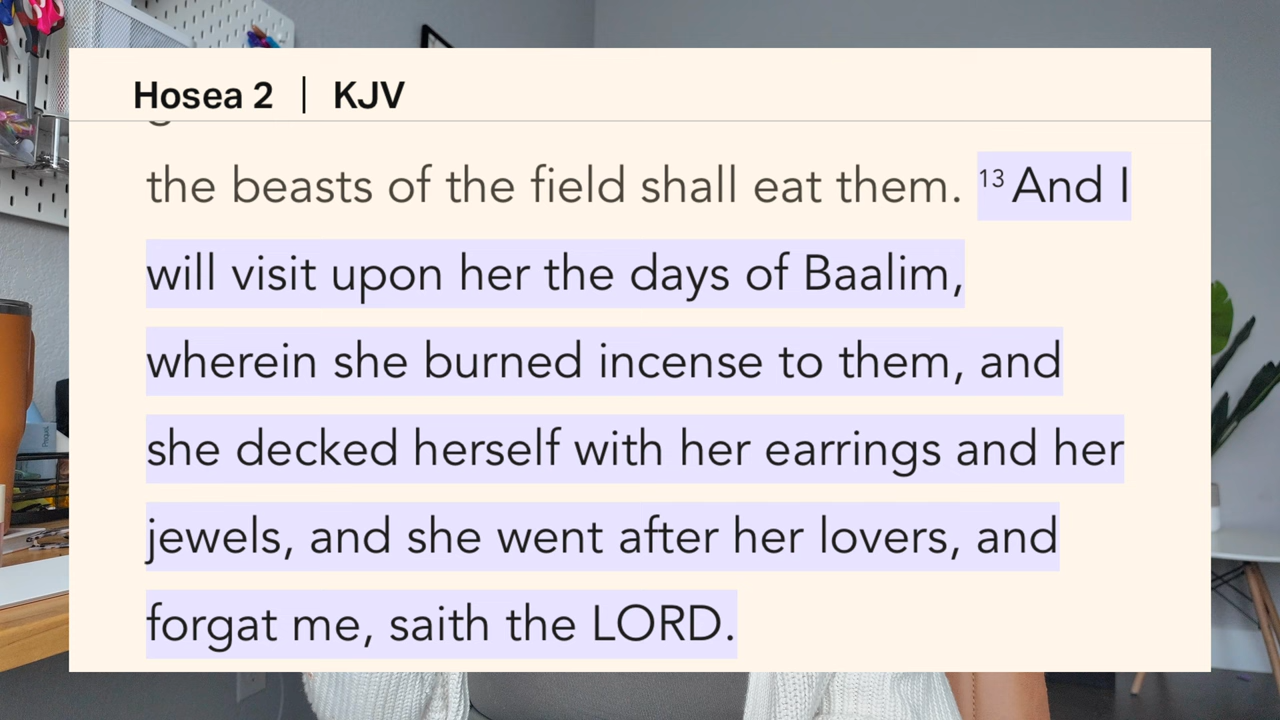 Hosea 2 | KJV
the beasts of the field shall eat them. 13 And I
will visit upon her the days of Baalim,
wherein she burned incense to them, and
she decked herself with her earrings and her
jewels, and she went after her lovers, and
forgat me, saith the LORD.